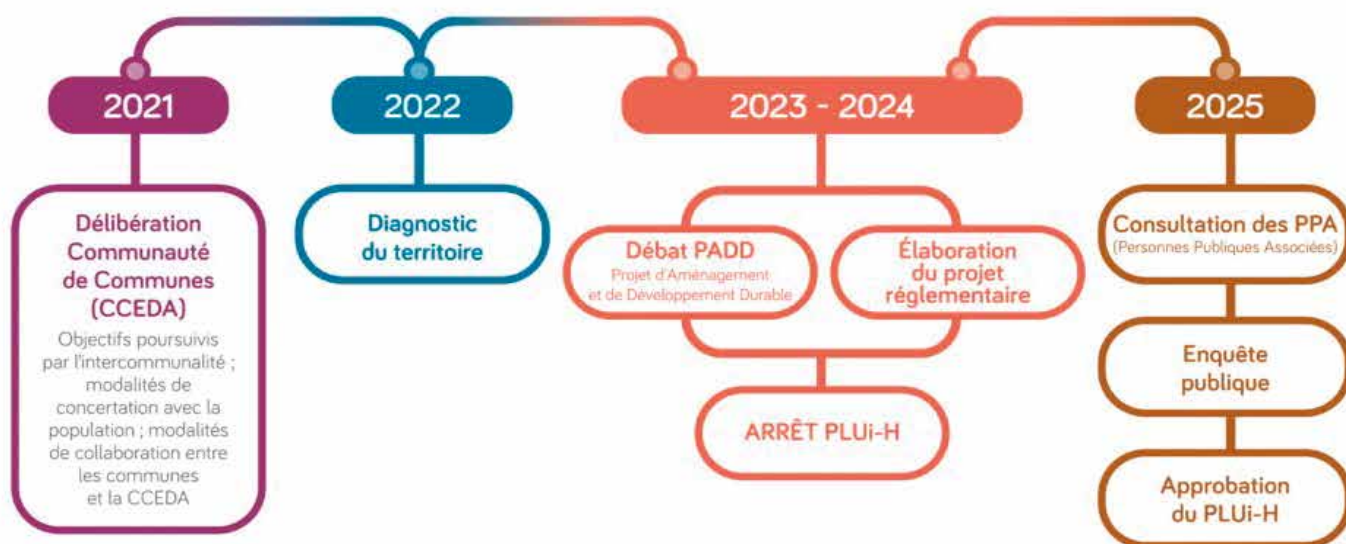 2021
Délibération
Communauté
de Communes
(CCEDA)
Objectifs poursuivis
par l'intercommunalité ;
modalités de
concertation avec la
population ; modalités
de collaboration entre
les communes
et la CCEDA
2022
Diagnostic
du territoire
2023 - 2024
Débat PADD
Projet d'Aménagement
et de Développement Durable
Élaboration
du projet
réglementaire
ARRÊT PLUi-H
2025
Consultation des PPA
(Personnes Publiques Associées)
Enquête
publique
Approbation
du PLUi-H